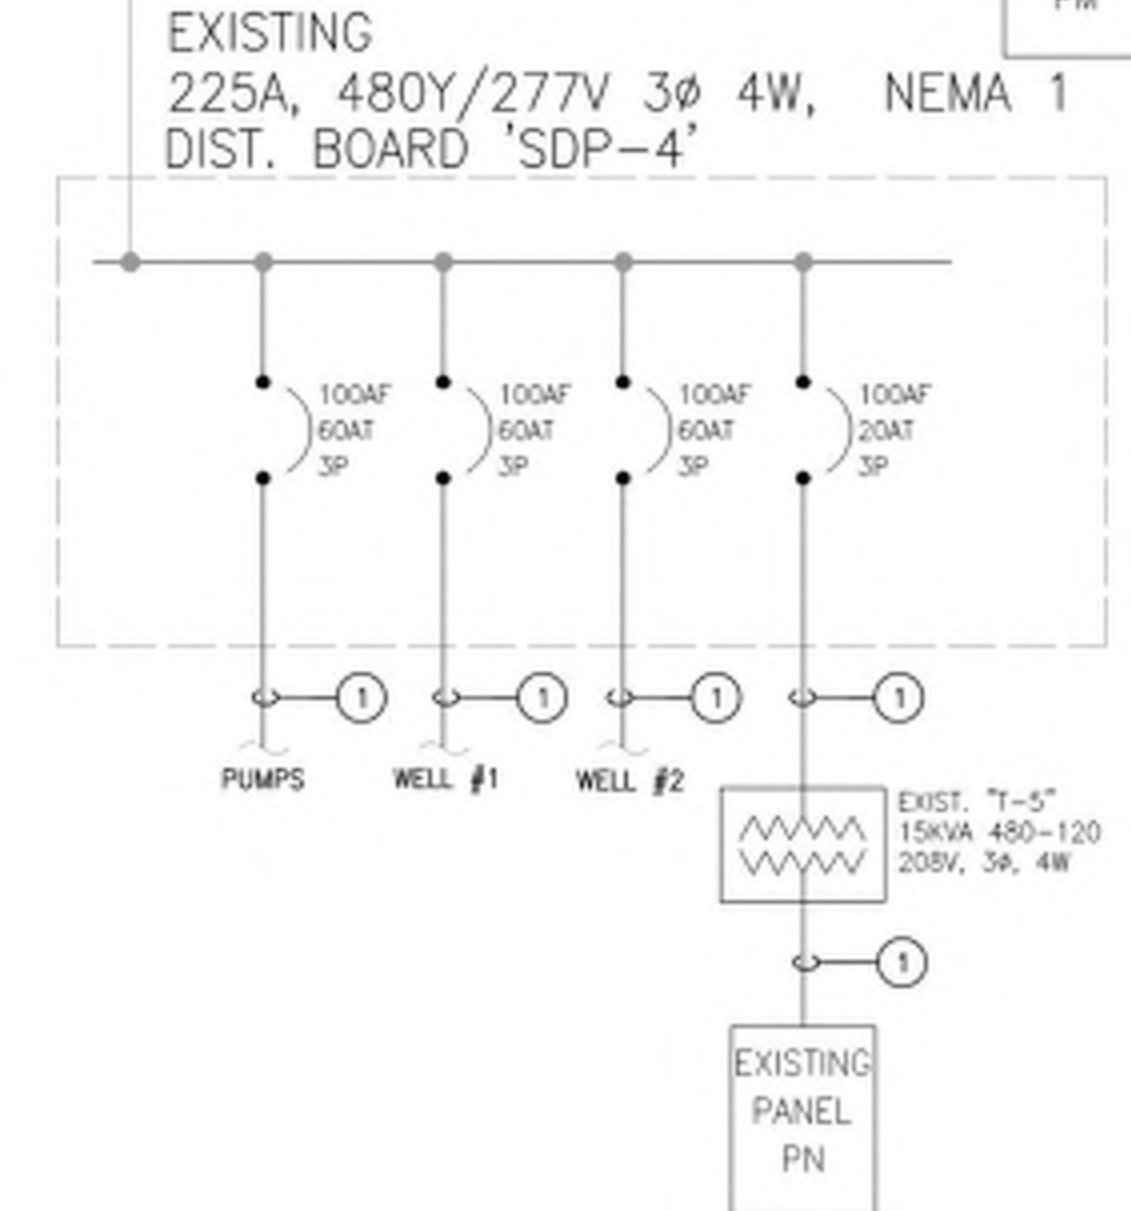 PM
EXISTING
225A, 480Y/277V 3ø 4W, NEMA 1
DIST. BOARD 'SDP-4'
100AF
60AT
3P
100AF
60AT
3P
100AF
60AT
3P
100AF
20AT
3P
1
1
1
1
PUMPS
WELL #1
WELL #2
EXIST. "T-5"
15KVA 480-120
208V, 3ø, 4W
1
EXISTING
PANEL
PN